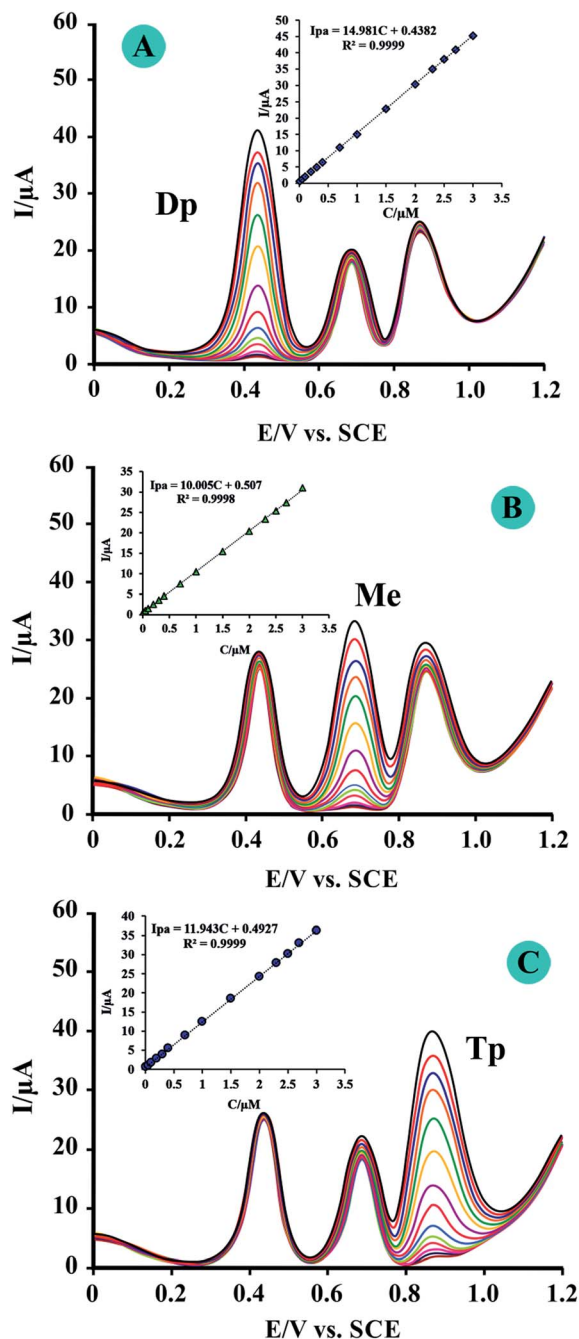 A
60
50
40
30
20
10
0
I/μA
Dp
Ipa = 14.981C + 0.4382
R² = 0.9999
50
45
40
35
30
25
20
15
10
5
0
I/μA
0 0.5 1 1.5 2 2.5 3 3.5
C/μM
0 0.2 0.4 0.6 0.8 1.0 1.2
E/V vs. SCE
B
60
50
40
30
20
10
0
I/μA
Me
Ipa = 10.005C + 0.507
R² = 0.9998
35
30
25
20
15
10
5
0
I/μA
0 0.5 1 1.5 2 2.5 3 3.5
C/μM
0 0.2 0.4 0.6 0.8 1.0 1.2
E/V vs. SCE
C
60
50
40
30
20
10
0
I/μA
Tp
Ipa = 11.943C + 0.4927
R² = 0.9999
40
35
30
25
20
15
10
5
0
I/μA
0 0.5 1 1.5 2 2.5 3 3.5
C/μM
0 0.2 0.4 0.6 0.8 1.0 1.2
E/V vs. SCE